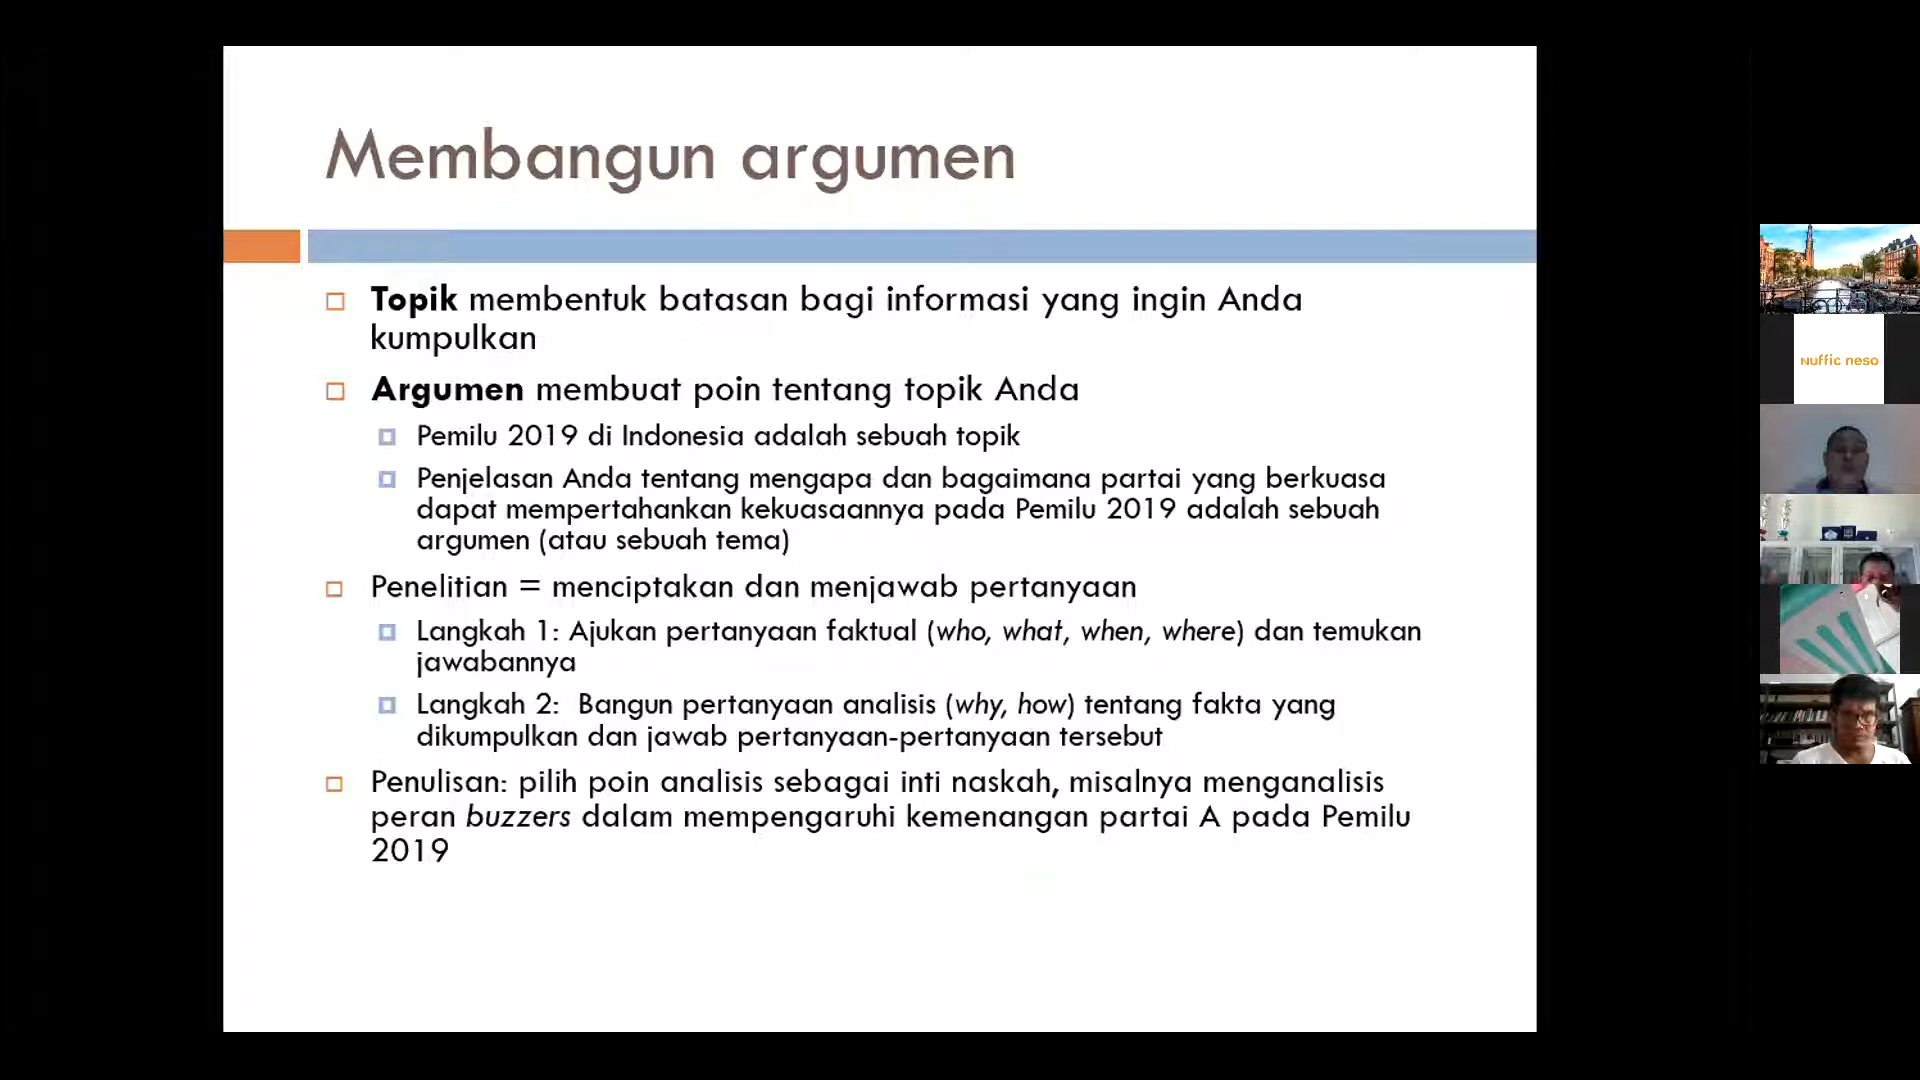 Membangun argumen
Topik membentuk batasan bagi informasi yang ingin Anda
kumpulkan
Argumen membuat poin tentang topik Anda
Pemilu 2019 di Indonesia adalah sebuah topik
Penjelasan Anda tentang mengapa dan bagaimana partai yang berkuasa
dapat mempertahankan kekuasaannya pada Pemilu 2019 adalah sebuah
argumen (atau sebuah tema)
Penelitian = menciptakan dan menjawab pertanyaan
Langkah 1: Ajukan pertanyaan faktual (who, what, when, where) dan temukan
jawabannya
Langkah 2:  Bangun pertanyaan analisis (why, how) tentang fakta yang
dikumpulkan dan jawab pertanyaan-pertanyaan tersebut
Penulisan: pilih poin analisis sebagai inti naskah, misalnya menganalisis
peran buzzers dalam mempengaruhi kemenangan partai A pada Pemilu
2019
nuffic neso